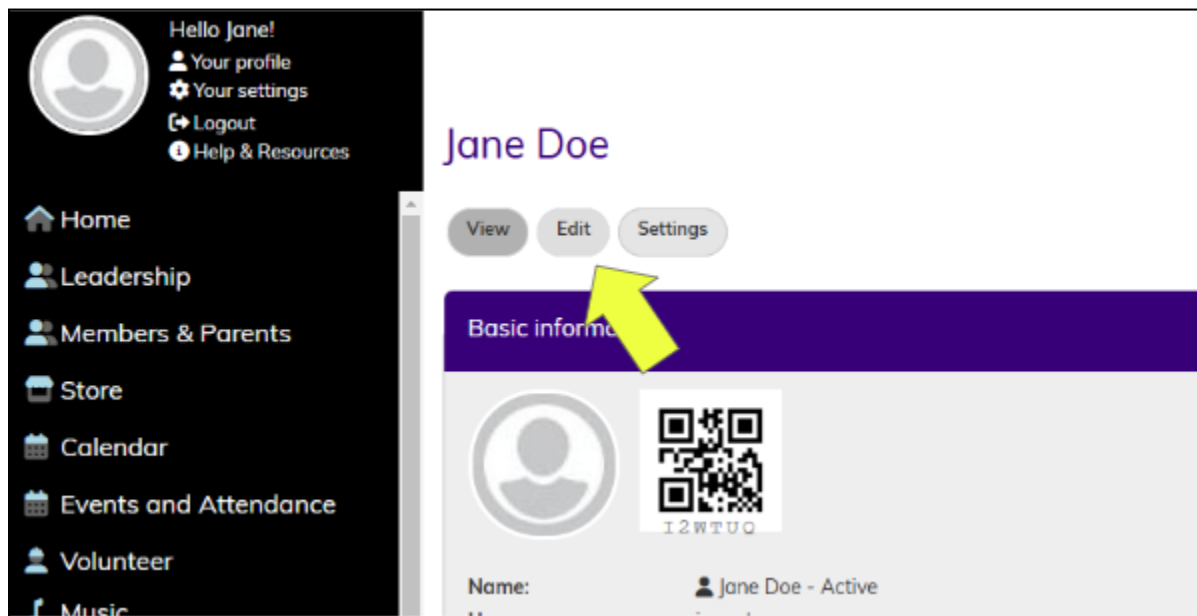 Hello Jane!
Your profile
Your settings
Logout
Help & Resources
Home
Leadership
Members & Parents
Store
Calendar
Events and Attendance
Volunteer
Music
Jane Doe
View Edit Settings
Basic
I2WTUQ
Name: Jane Doe - Active